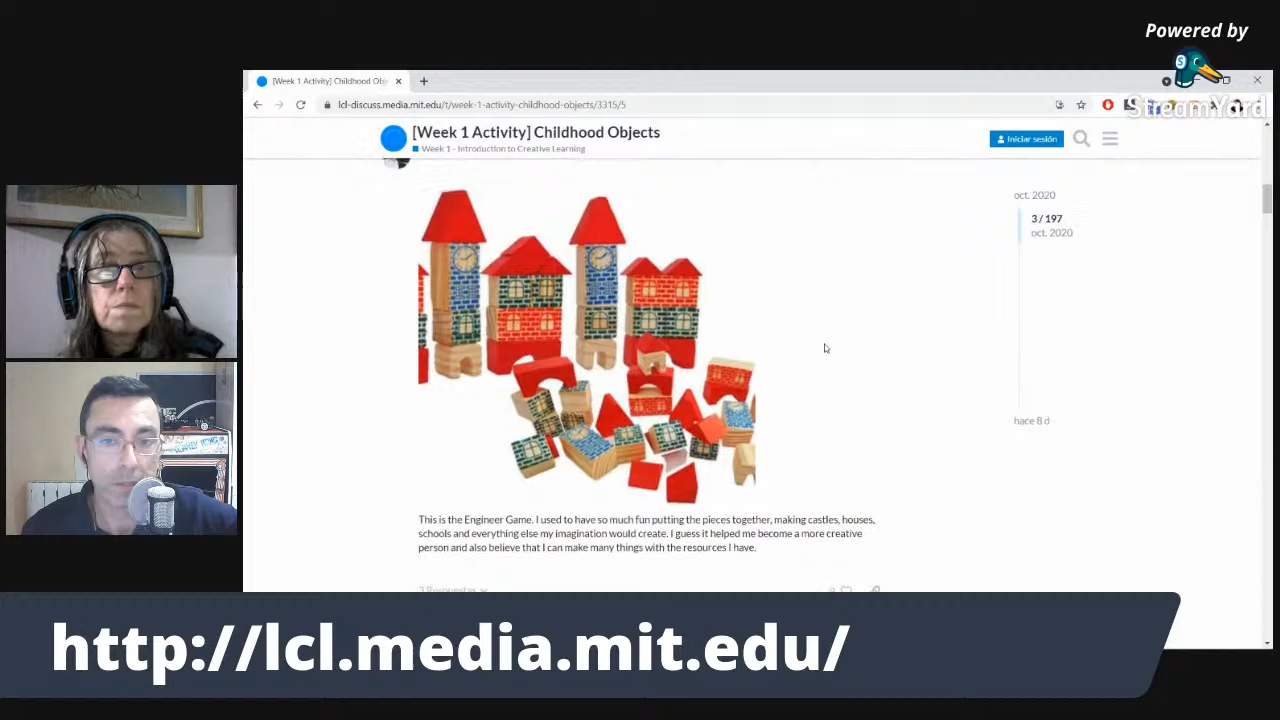 Powered by
StreamYard
[Week 1 Activity] Childhood Obj
lcl-discuss.media.mit.edu/t/week-1-activity-childhood-objects/3315/5
[Week 1 Activity] Childhood Objects
Week 1 - Introduction to Creative Learning
Iniciar sesión
oct. 2020
3 / 197
oct. 2020
hace 8 d
This is the Engineer Game. I used to have so much fun putting the pieces together, making castles, houses,
schools and everything else my imagination would create. I guess it helped me become a more creative
person and also believe that I can make many things with the resources I have.
3 Respuestas
http://lcl.media.mit.edu/